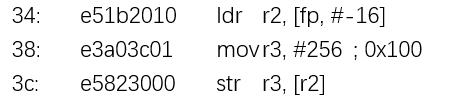 34: e51b2010 ldr r2, [fp, #-16]
38: e3a03c01 mov r3, #256 ; 0x100
3c: e5823000 str r3, [r2]